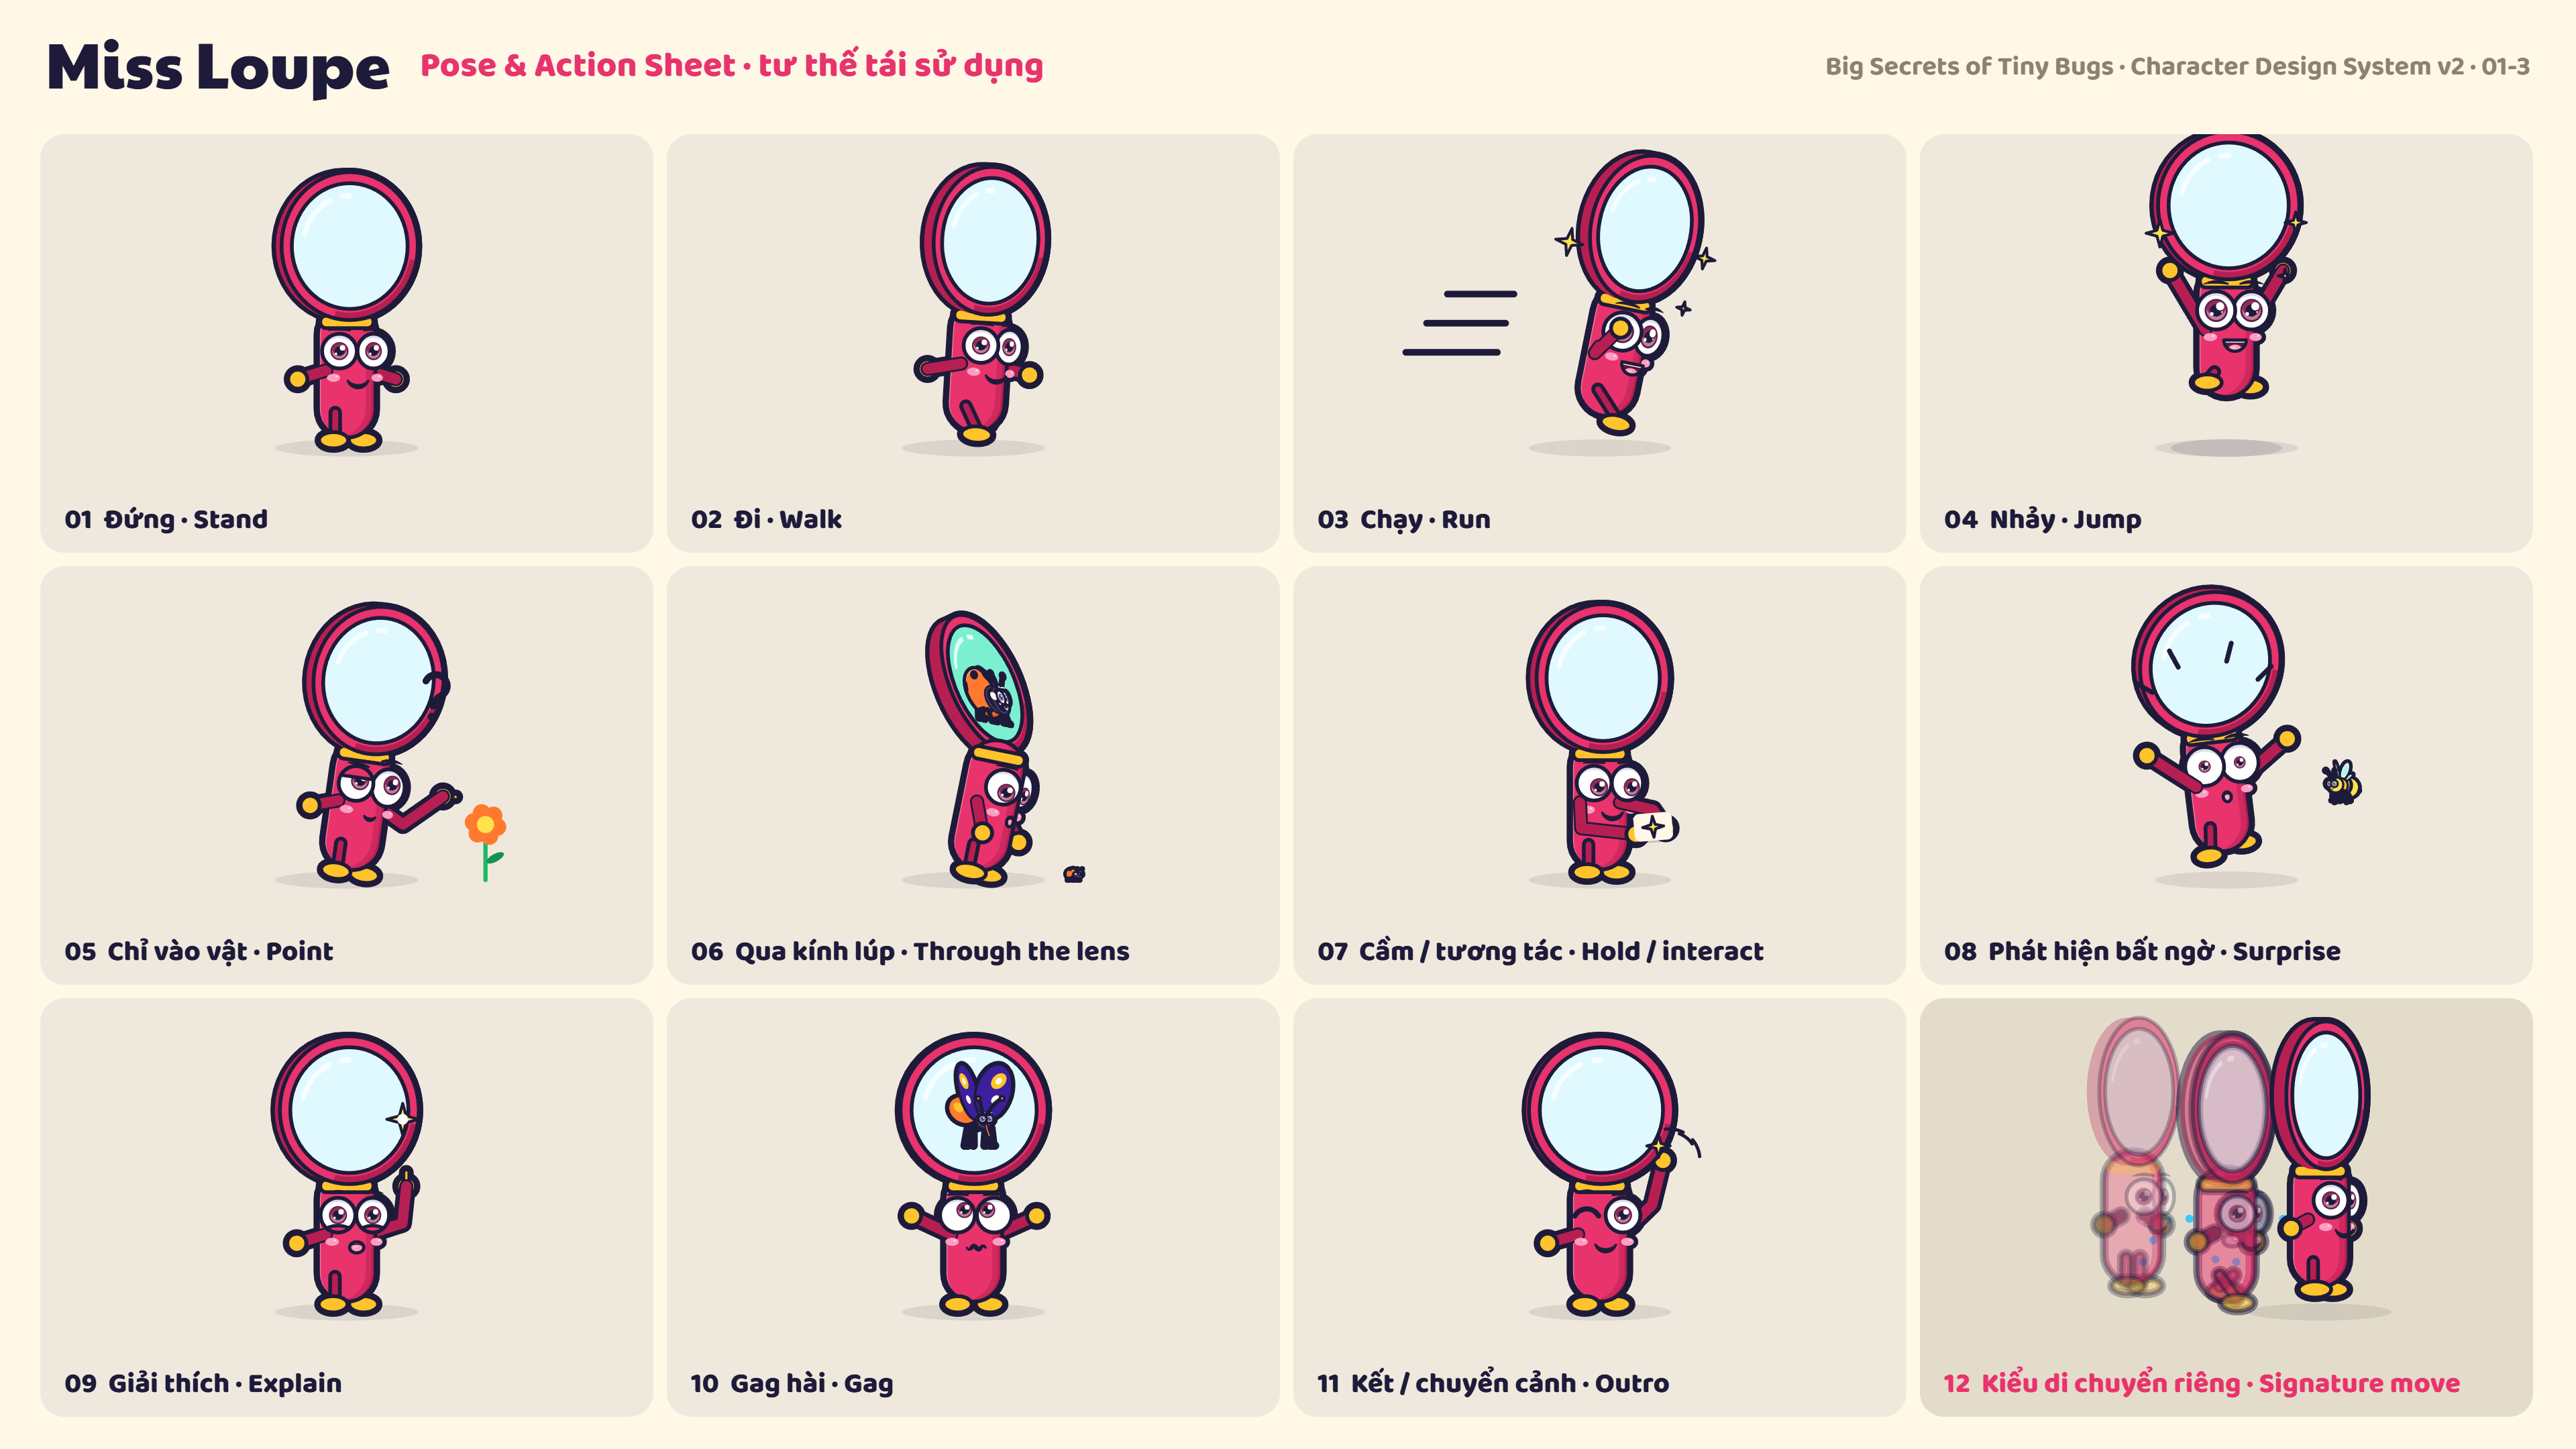 Miss Loupe
Pose & Action Sheet · tư thế tái sử dụng
Big Secrets of Tiny Bugs · Character Design System v2 · 01-3
01 Đứng · Stand
02 Đi · Walk
03 Chạy · Run
04 Nhảy · Jump
05 Chỉ vào vật · Point
06 Qua kính lúp · Through the lens
07 Cầm / tương tác · Hold / interact
08 Phát hiện bất ngờ · Surprise
09 Giải thích · Explain
10 Gag hài · Gag
11 Kết / chuyển cảnh · Outro
12 Kiểu di chuyển riêng · Signature move